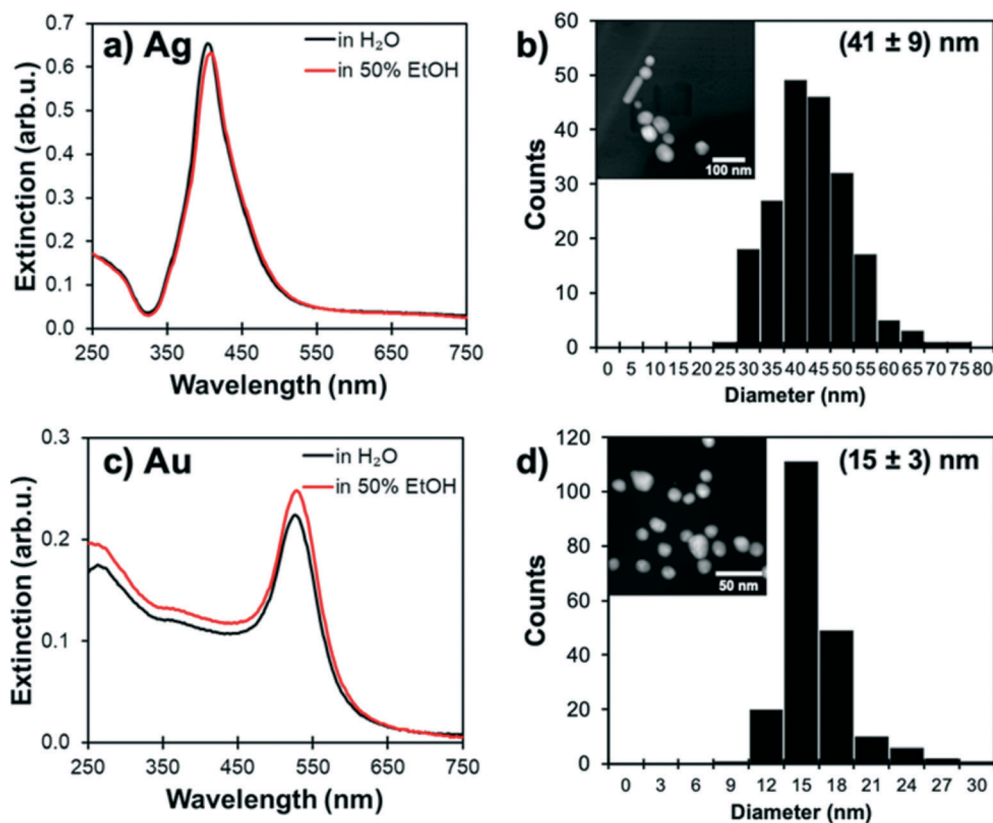 a) Ag
in H₂O
in 50% EtOH
Extinction (arb.u.)
0.7
0.6
0.5
0.4
0.3
0.2
0.1
0.0
250 350 450 550 650 750
Wavelength (nm)
b)
(41 ± 9) nm
100 nm
Counts
60
50
40
30
20
10
0
0 5 10 15 20 25 30 35 40 45 50 55 60 65 70 75 80
Diameter (nm)
c) Au
in H₂O
in 50% EtOH
Extinction (arb.u.)
0.3
0.2
0.1
0.0
250 350 450 550 650 750
Wavelength (nm)
d)
(15 ± 3) nm
50 nm
Counts
120
100
80
60
40
20
0
0 3 6 9 12 15 18 21 24 27 30
Diameter (nm)